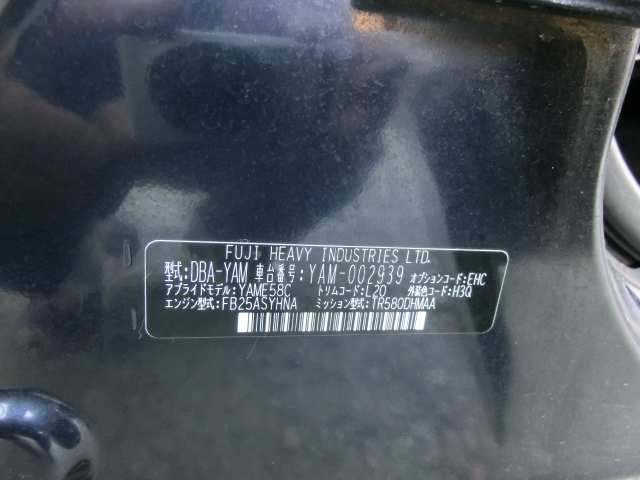 FUJI HEAVY INDUSTRIES LTD.
型式:DBA-YAM 車台番号:YAM-002939 オプションコード:EHC
アプライドモデル:YAME58C トリムコード:L20 外装色コード:H3Q
エンジン型式:FB25ASYHNA ミッション型式:TR580DHMAA